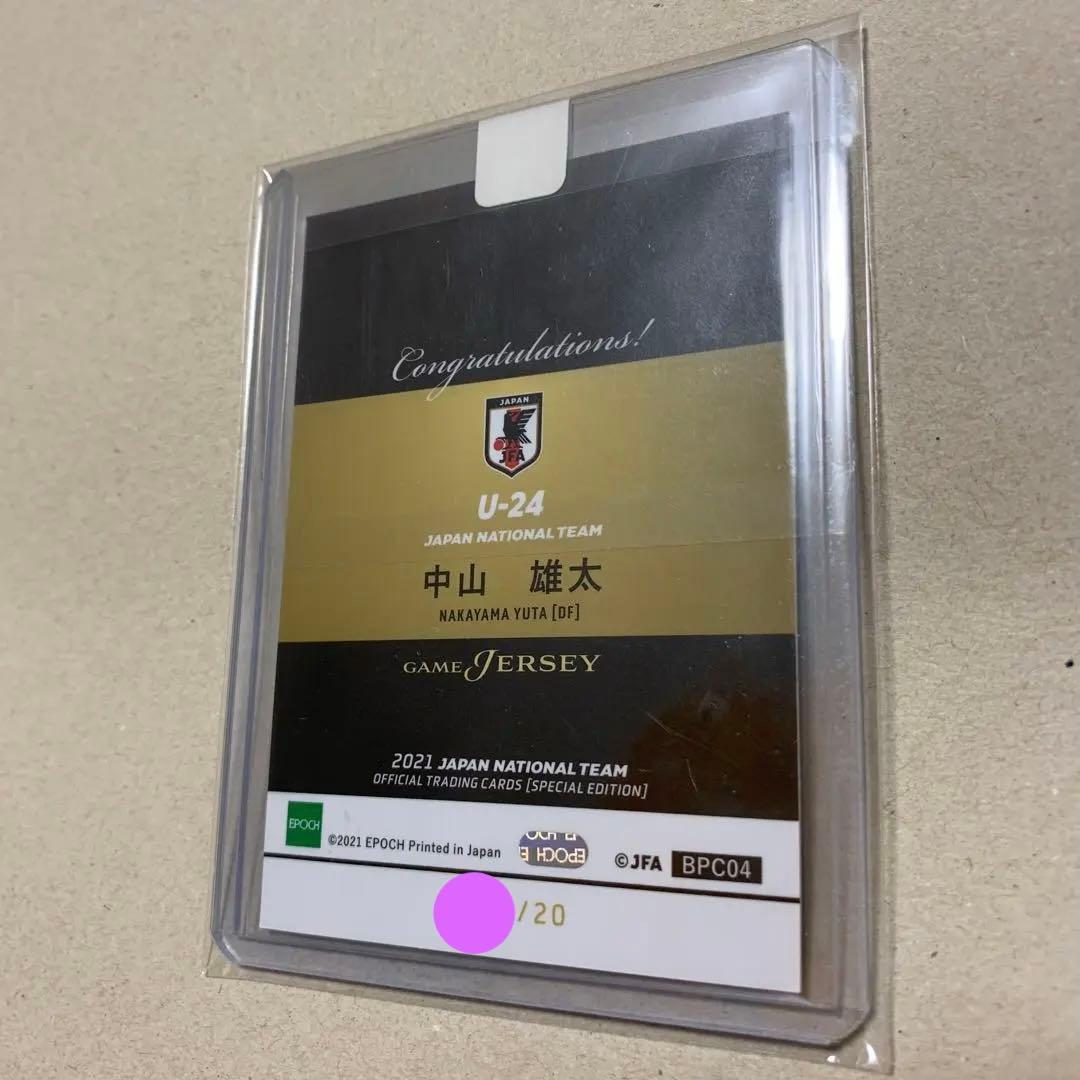 Congratulations!
JAPAN
JFA
U-24
JAPAN NATIONAL TEAM
中山 雄太
NAKAYAMA YUTA [DF]
GAME JERSEY
2021 JAPAN NATIONAL TEAM
OFFICIAL TRADING CARDS [SPECIAL EDITION]
EPOCH
©2021 EPOCH Printed in Japan
EPOCH
©JFA
BPC04
/20